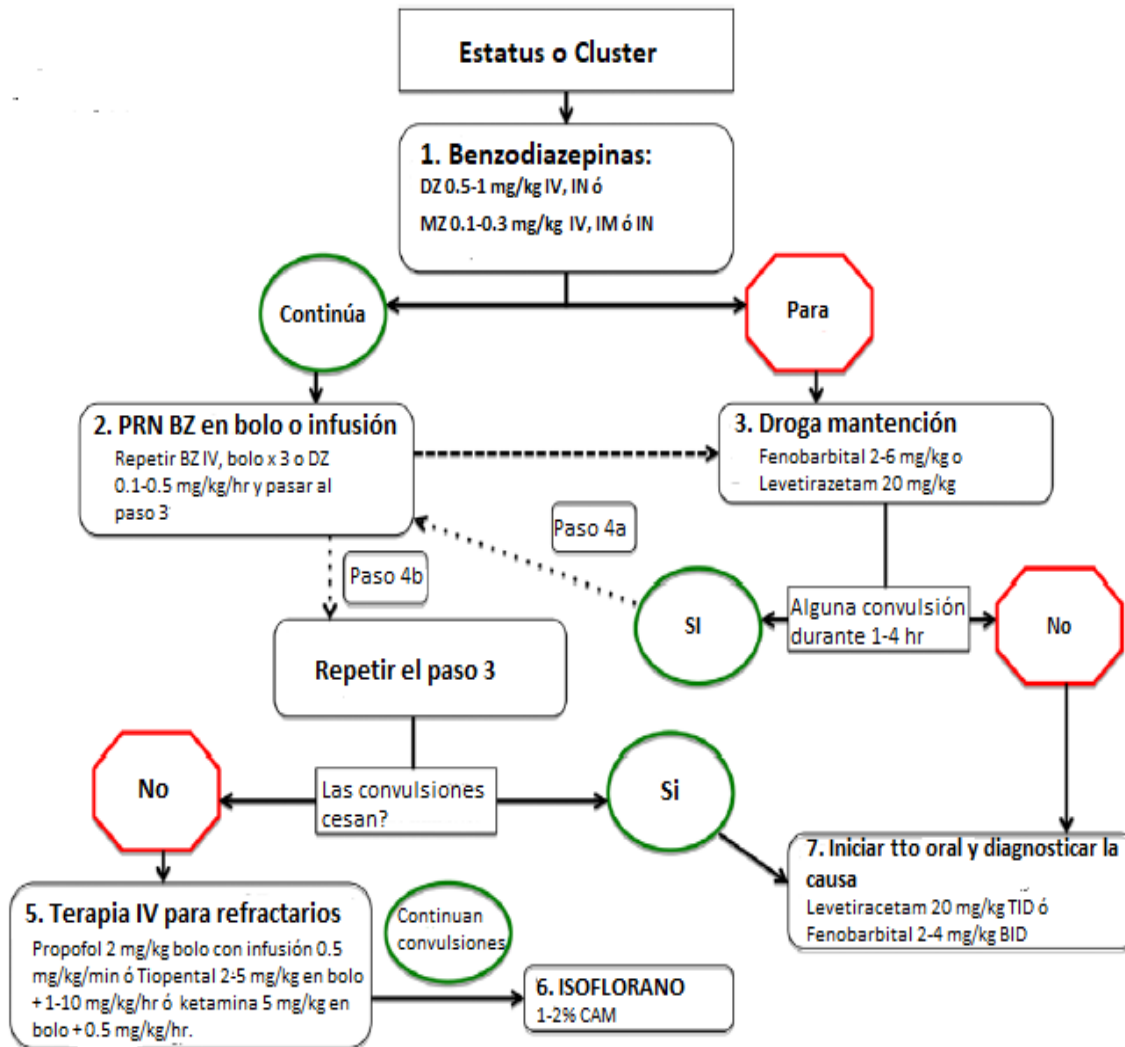 Estatus o Cluster
1. Benzodiazepinas:
DZ 0.5-1 mg/kg IV, IN ó
MZ 0.1-0.3 mg/kg IV, IM ó IN
Continúa
Para
2. PRN BZ en bolo o infusión
Repetir BZ IV, bolo x 3 o DZ
0.1-0.5 mg/kg/hr y pasar al
paso 3
3. Droga mantención
Fenobarbital 2-6 mg/kg o
Levetirazetam 20 mg/kg
Paso 4a
Paso 4b
SI
Alguna convulsión
durante 1-4 hr
No
Repetir el paso 3
No
Las convulsiones
cesan?
Si
7. Iniciar tto oral y diagnosticar la
causa
Levetiracetam 20 mg/kg TID ó
Fenobarbital 2-4 mg/kg BID
5. Terapia IV para refractarios
Propofol 2 mg/kg bolo con infusión 0.5
mg/kg/min ó Tiopental 2-5 mg/kg en bolo
+ 1-10 mg/kg/hr ó ketamina 5 mg/kg en
bolo + 0.5 mg/kg/hr.
Continuan
convulsiones
6. ISOFLORANO
1-2% CAM